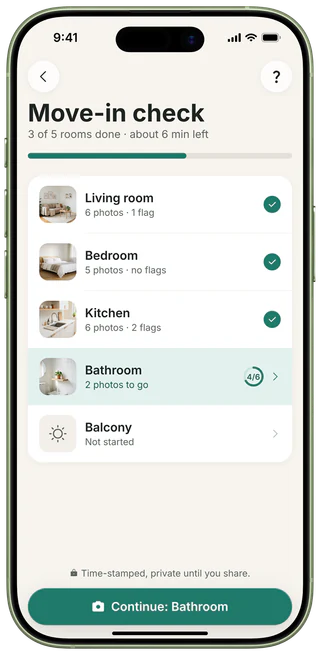 9:41
?
Move-in check
3 of 5 rooms done · about 6 min left
Living room
6 photos · 1 flag
Bedroom
5 photos · no flags
Kitchen
6 photos · 2 flags
Bathroom
2 photos to go
4/6
Balcony
Not started
Time-stamped, private until you share.
Continue: Bathroom